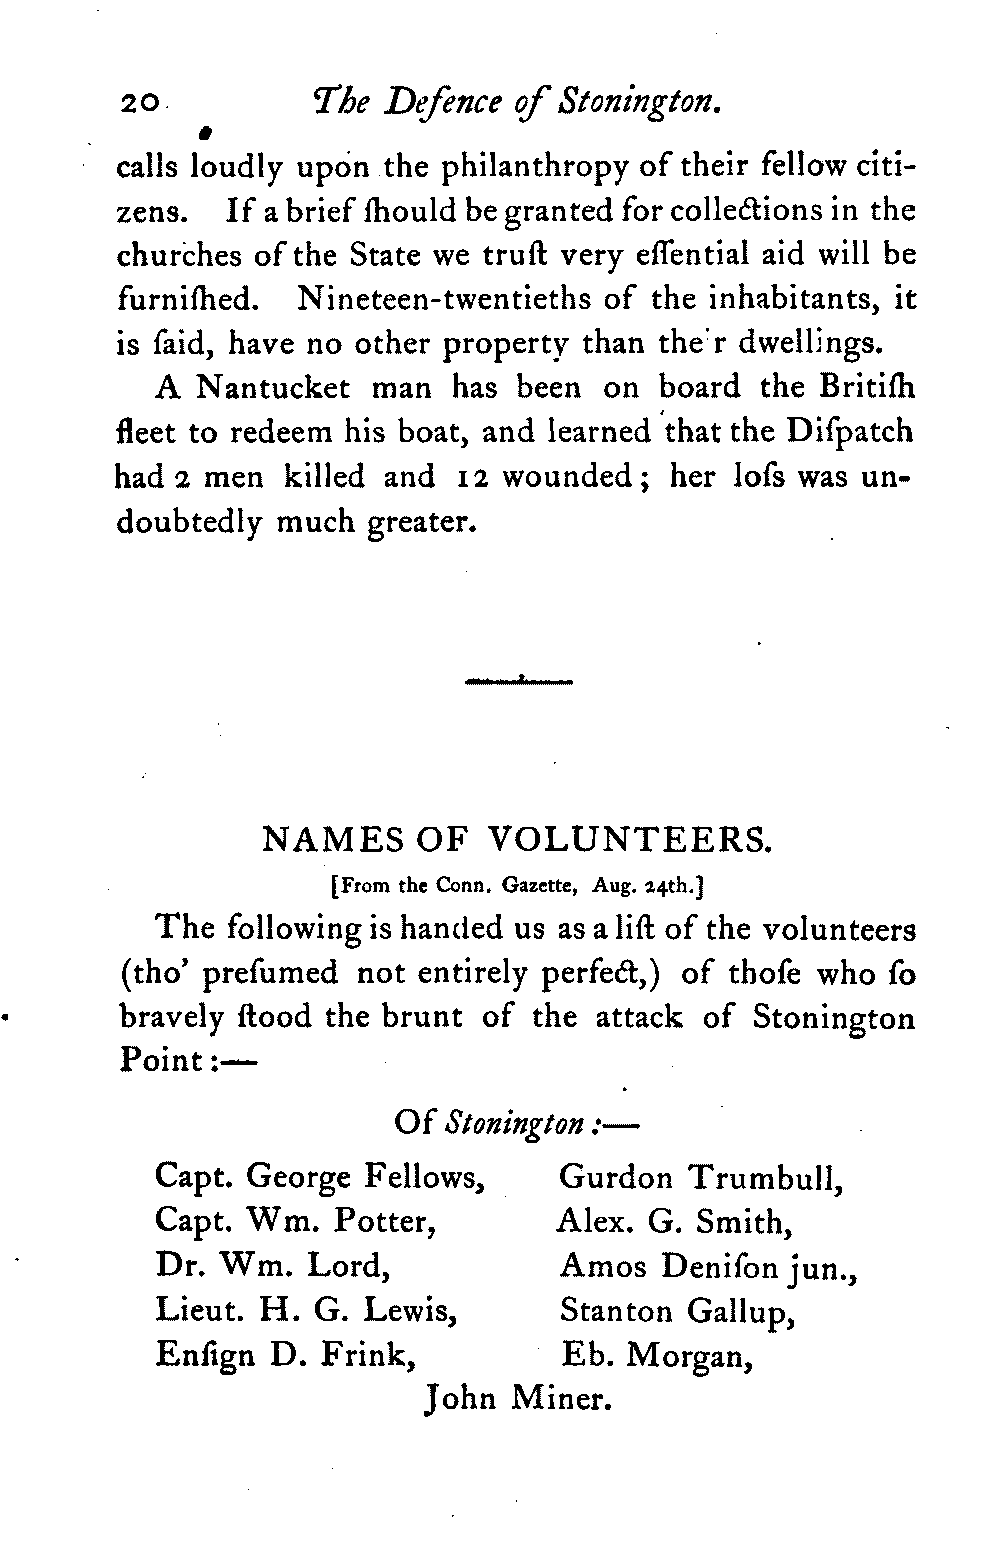 20 The Defence of Stonington.
calls loudly upon the philanthropy of their fellow citi-
zens. If a brief ſhould be granted for collections in the
churches of the State we truſt very eſſential aid will be
furniſhed. Nineteen-twentieths of the inhabitants, it
is ſaid, have no other property than the'r dwellings.
A Nantucket man has been on board the Britiſh
fleet to redeem his boat, and learned that the Diſpatch
had 2 men killed and 12 wounded; her loſs was un-
doubtedly much greater.
NAMES OF VOLUNTEERS.
[From the Conn. Gazette, Aug. 24th.]
The following is handed us as a liſt of the volunteers
(tho' preſumed not entirely perfect,) of thoſe who ſo
bravely ſtood the brunt of the attack of Stonington
Point:—
Of Stonington:—
Capt. George Fellows, Gurdon Trumbull,
Capt. Wm. Potter, Alex. G. Smith,
Dr. Wm. Lord, Amos Deniſon jun.,
Lieut. H. G. Lewis, Stanton Gallup,
Enſign D. Frink, Eb. Morgan,
John Miner.